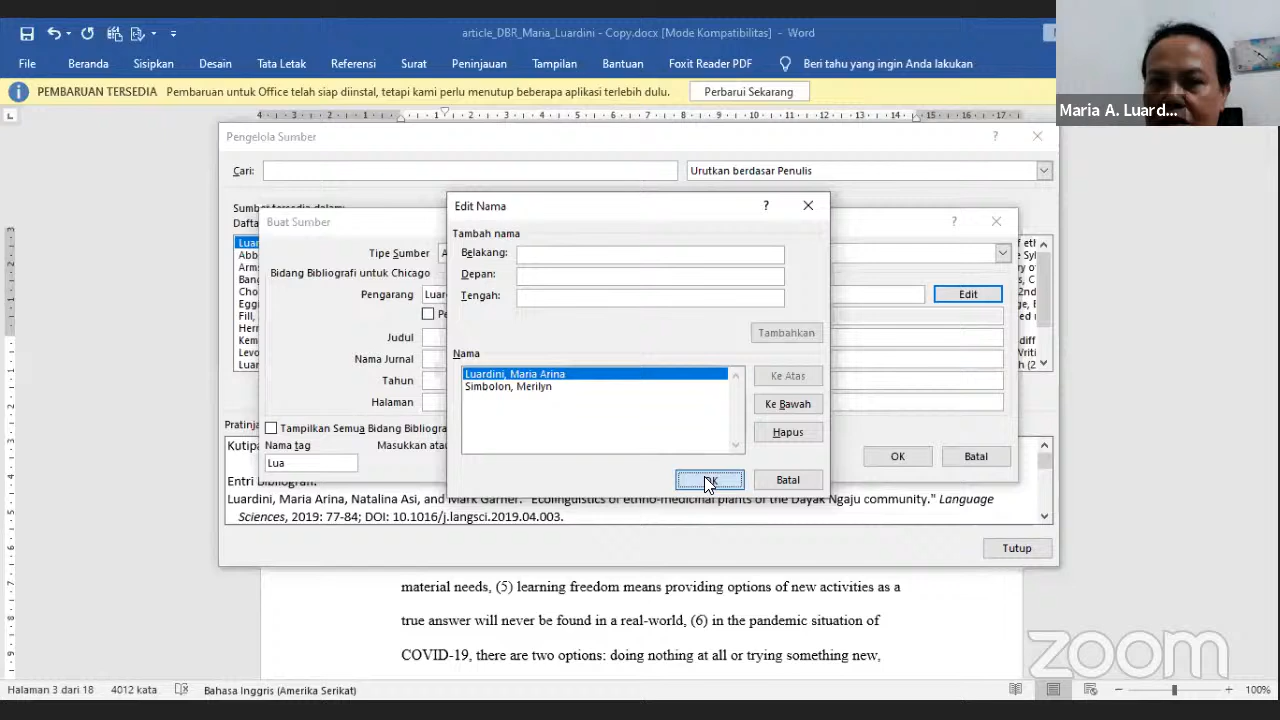 article_DBR_Maria_Luardini - Copy.docx [Mode Kompatibilitas] - Word
File Beranda Sisipkan Desain Tata Letak Referensi Surat Peninjauan Tampilan Bantuan Foxit Reader PDF Beri tahu yang ingin Anda lakukan
PEMBARUAN TERSEDIA Pembaruan untuk Office telah siap diinstal, tetapi kami perlu menutup beberapa aplikasi terlebih dulu. Perbarui Sekarang
Maria A. Luard...
Pengelola Sumber
Cari: Urutkan berdasar Penulis
Sumber tersedia dalam:
Buat Sumber
Tipe Sumber
Bidang Bibliografi untuk Chicago
Pengarang Edit
Judul
Nama Jurnal
Tahun
Halaman
Tampilkan Semua Bidang Bibliogra
Nama tag Masukkan atau
Lua
OK Batal
Edit Nama
Tambah nama
Belakang:
Depan:
Tengah:
Tambahkan
Nama
Luardini, Maria Arina
Simbolon, Merilyn
Ke Atas
Ke Bawah
Hapus
OK Batal
Entri Bibliografi:
Luardini, Maria Arina, Natalina Asi, and Mark Garner. "Ecolinguistics of ethno-medicinal plants of the Dayak Ngaju community." Language
Sciences, 2019: 77-84; DOI: 10.1016/j.langsci.2019.04.003.
Tutup
material needs, (5) learning freedom means providing options of new activities as a
true answer will never be found in a real-world, (6) in the pandemic situation of
COVID-19, there are two options: doing nothing at all or trying something new,
zoom
Halaman 3 dari 18 4012 kata Bahasa Inggris (Amerika Serikat) 100%